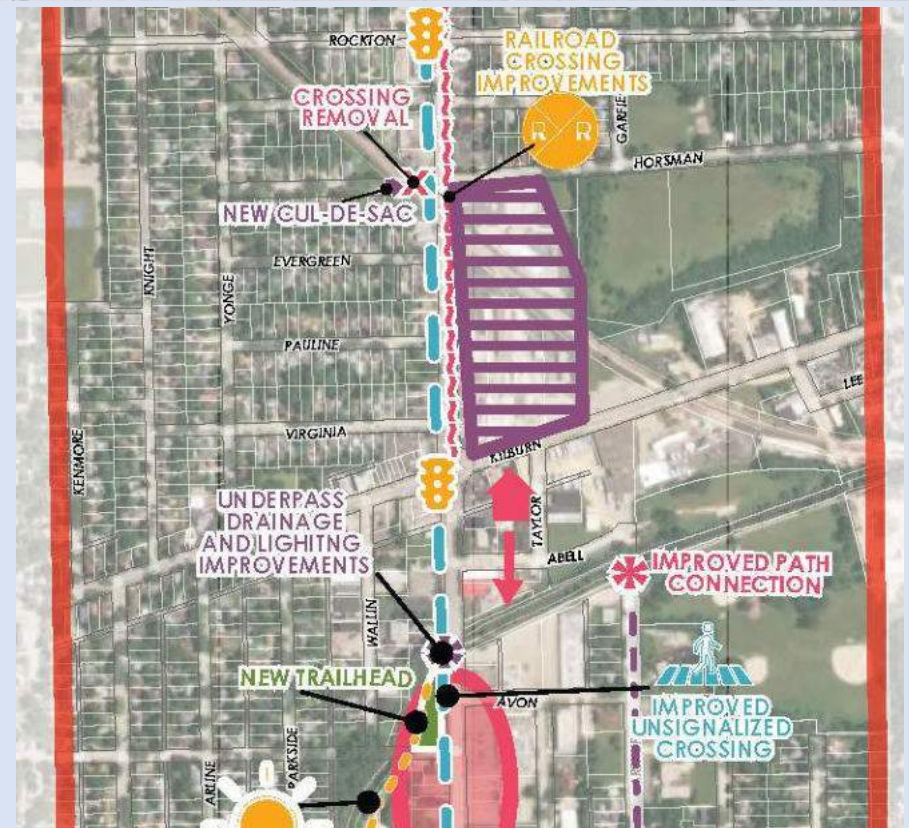 ROCKTON
RAILROAD
CROSSING
IMPROVEMENTS
CROSSING
REMOVAL
R R
HORSMAN
NEW CUL-DE-SAC
KNIGHT
YONGE
EVERGREEN
PAULINE
VIRGINIA
KENMORE
KILBURN
LEE
TAYLOR
UNDERPASS
DRAINAGE
AND LIGHITNG
IMPROVEMENTS
ABELL
IMPROVED PATH
CONNECTION
WALLIN
NEW TRAILHEAD
AVON
IMPROVED
UNSIGNALIZED
CROSSING
ARLINE
PARKSIDE